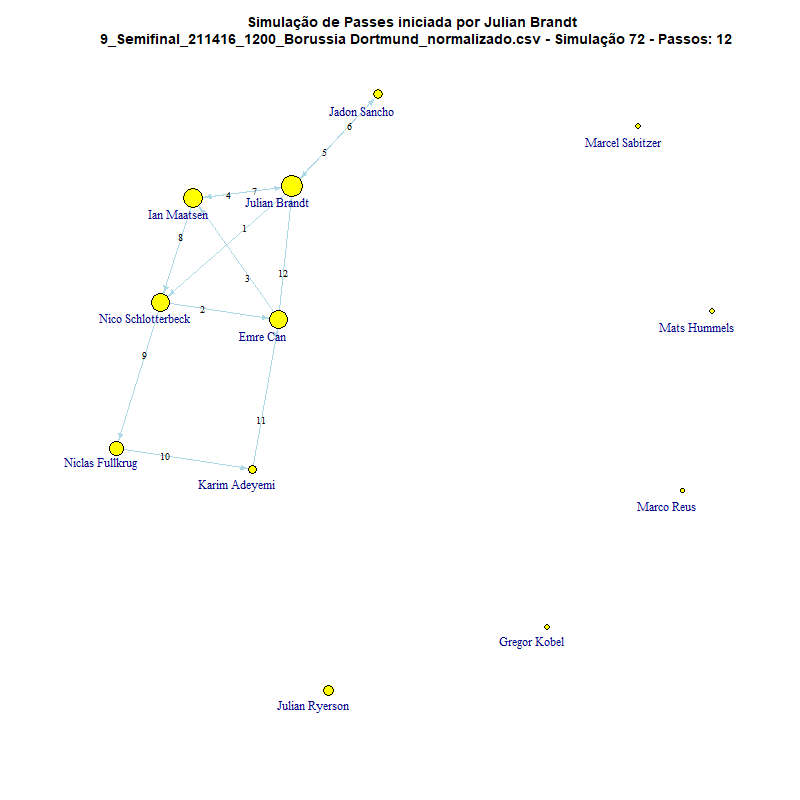 Simulação de Passes iniciada por Julian Brandt
9_Semifinal_211416_1200_Borussia Dortmund_normalizado.csv - Simulação 72 - Passos: 12
Jadon Sancho
6
Marcel Sabitzer
5
4
7
Julian Brandt
Ian Maatsen
1
8
12
3
2
Nico Schlotterbeck
Mats Hummels
Emre Can
9
11
10
Niclas Fullkrug
Karim Adeyemi
Marco Reus
Gregor Kobel
Julian Ryerson